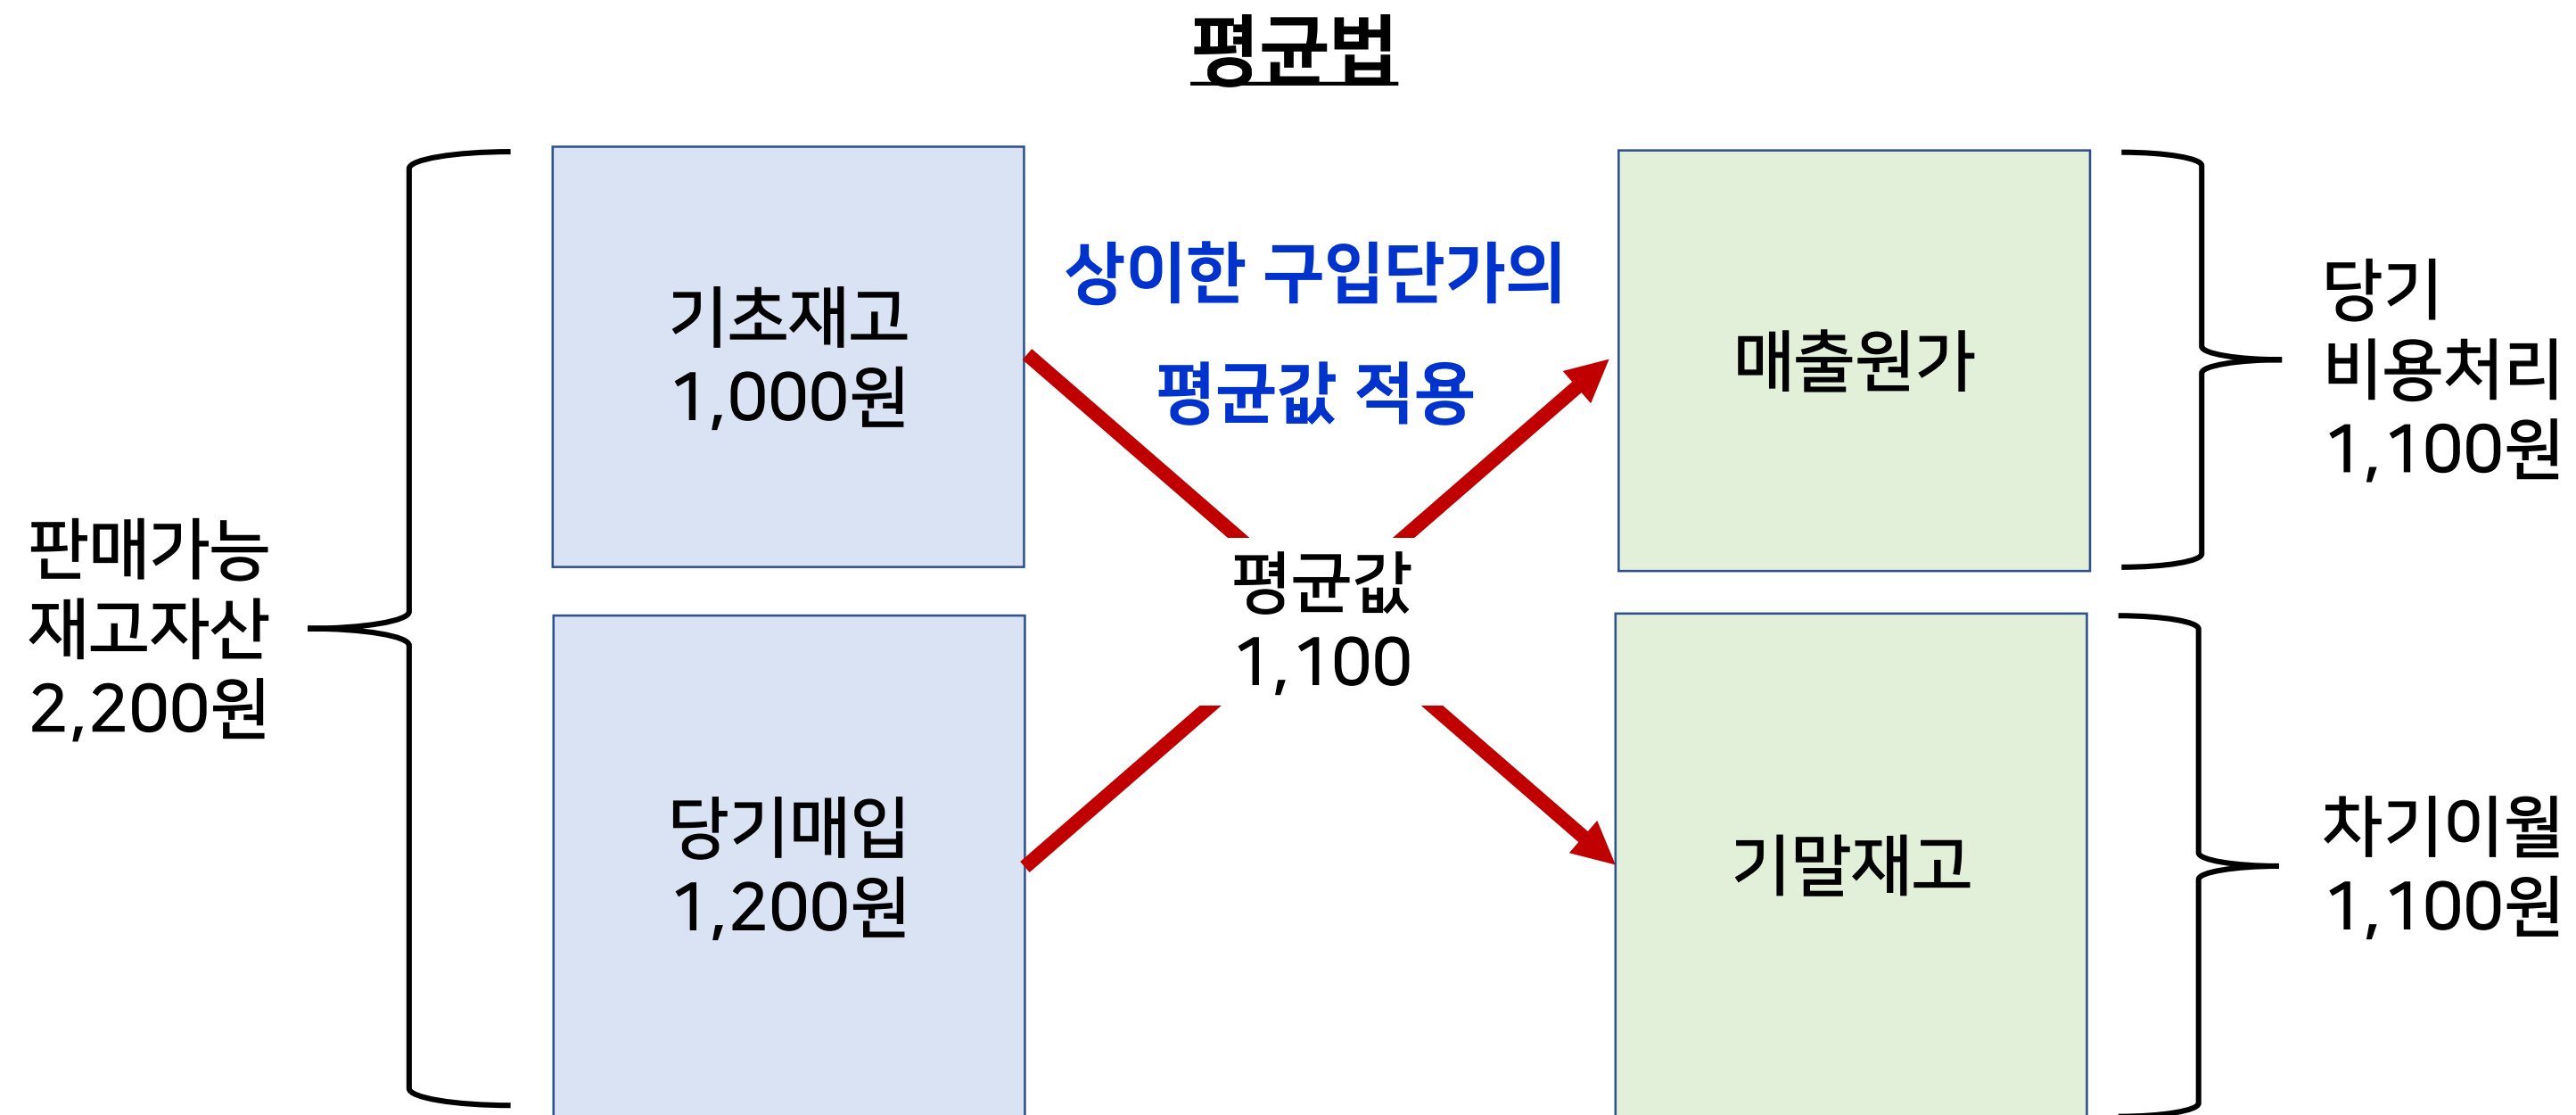 평균법
판매가능
재고자산
2,200원
기초재고
1,000원
당기매입
1,200원
상이한 구입단가의
평균값 적용
평균값
1,100
매출원가
기말재고
당기
비용처리
1,100원
차기이월
1,100원